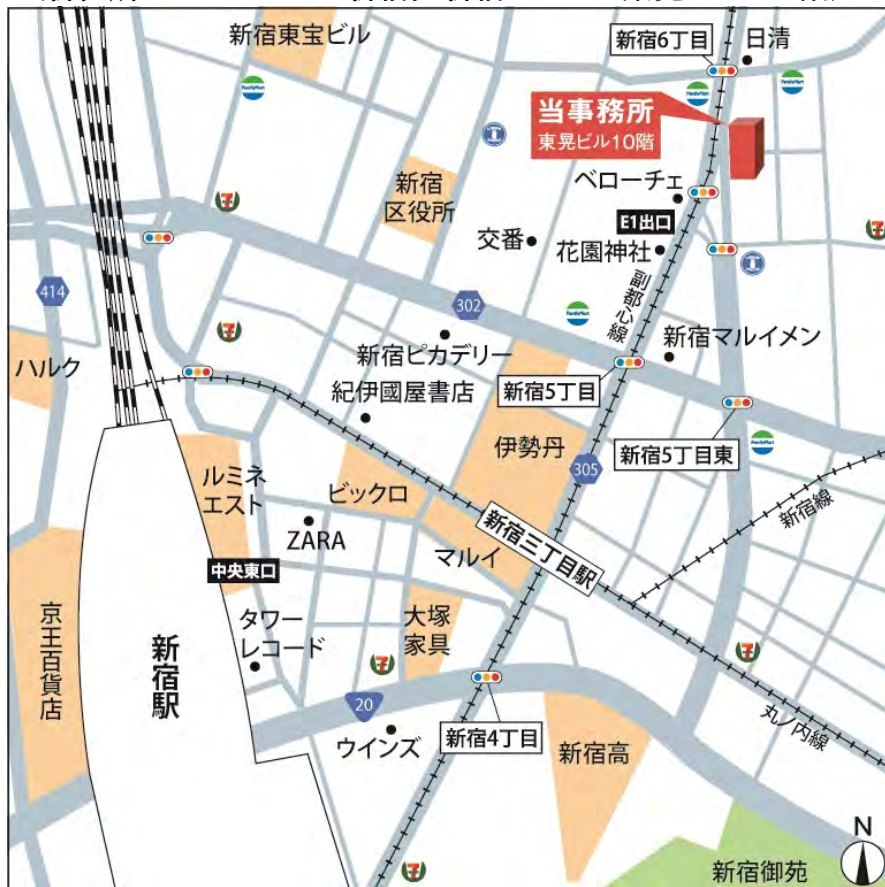 新宿東宝ビル
新宿6丁目
日清
FamilyMart
FamilyMart
FamilyMart
当事務所
東晃ビル10階
新宿
区役所
ベローチェ
E1出口
交番
花園神社
副都心線
414
302
FamilyMart
新宿ピカデリー
新宿マルイメン
ハルク
紀伊國屋書店
新宿5丁目
伊勢丹
新宿5丁目東
FamilyMart
305
ルミネ
エスト
ビックロ
新宿線
ZARA
マルイ
新宿三丁目駅
中央東口
京王百貨店
新宿駅
タワー
レコード
大塚
家具
20
ウインズ
新宿4丁目
新宿高
丸ノ内線
新宿御苑
N